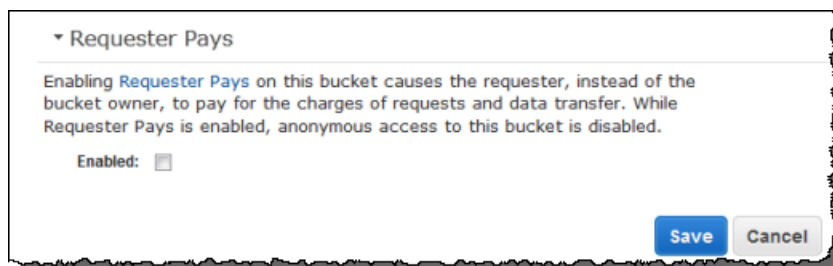 Requester Pays
Enabling Requester Pays on this bucket causes the requester, instead of the
bucket owner, to pay for the charges of requests and data transfer. While
Requester Pays is enabled, anonymous access to this bucket is disabled.
Enabled:
Save Cancel